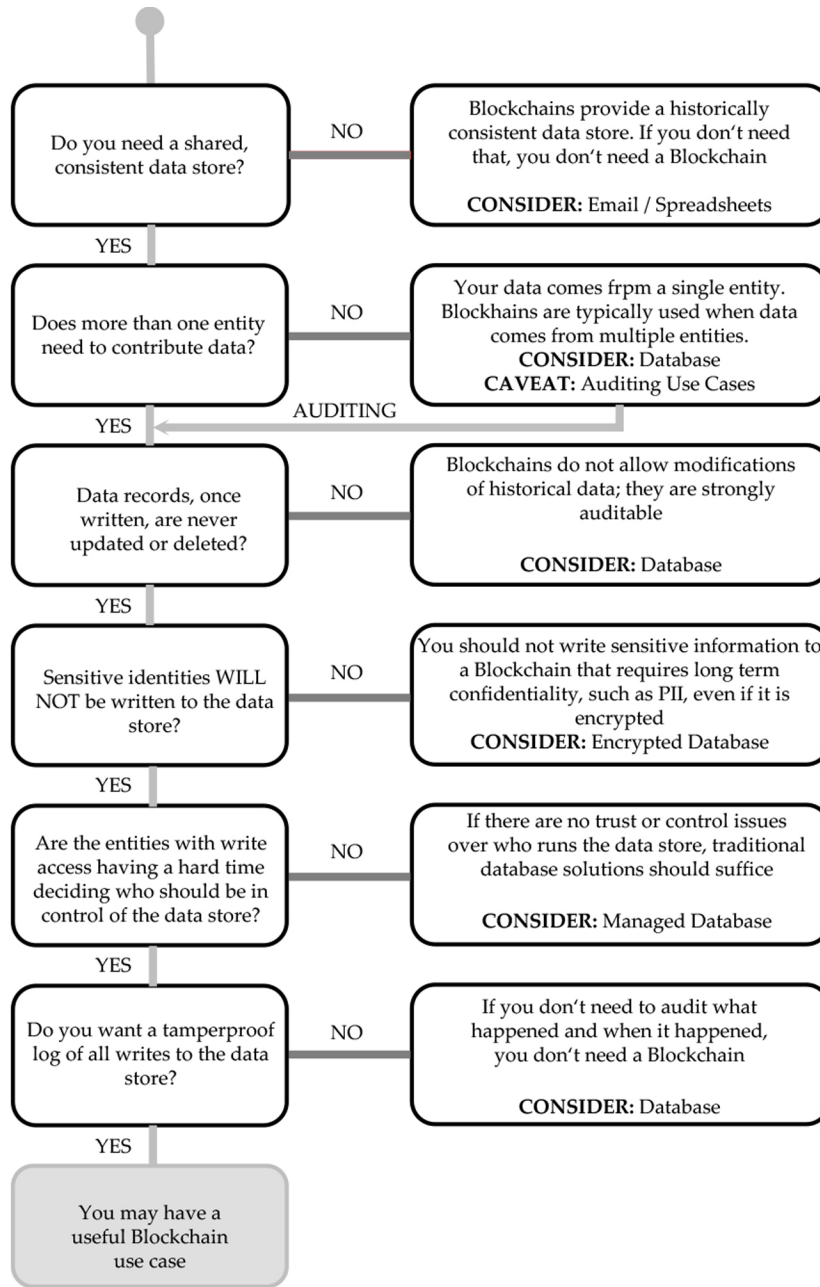 Do you need a shared,
consistent data store?
NO
Blockchains provide a historically
consistent data store. If you don‘t need
that, you don‘t need a Blockchain
CONSIDER: Email / Spreadsheets
YES
Does more than one entity
need to contribute data?
NO
Your data comes frpm a single entity.
Blockhains are typically used when data
comes from multiple entities.
CONSIDER: Database
CAVEAT: Auditing Use Cases
YES
AUDITING
Data records, once
written, are never
updated or deleted?
NO
Blockchains do not allow modifications
of historical data; they are strongly
auditable
CONSIDER: Database
YES
Sensitive identities WILL
NOT be written to the data
store?
NO
You should not write sensitive information to
a Blockchain that requires long term
confidentiality, such as PII, even if it is
encrypted
CONSIDER: Encrypted Database
YES
Are the entities with write
access having a hard time
deciding who should be in
control of the data store?
NO
If there are no trust or control issues
over who runs the data store, traditional
database solutions should suffice
CONSIDER: Managed Database
YES
Do you want a tamperproof
log of all writes to the data
store?
NO
If you don‘t need to audit what
happened and when it happened,
you don‘t need a Blockchain
CONSIDER: Database
YES
You may have a
useful Blockchain
use case